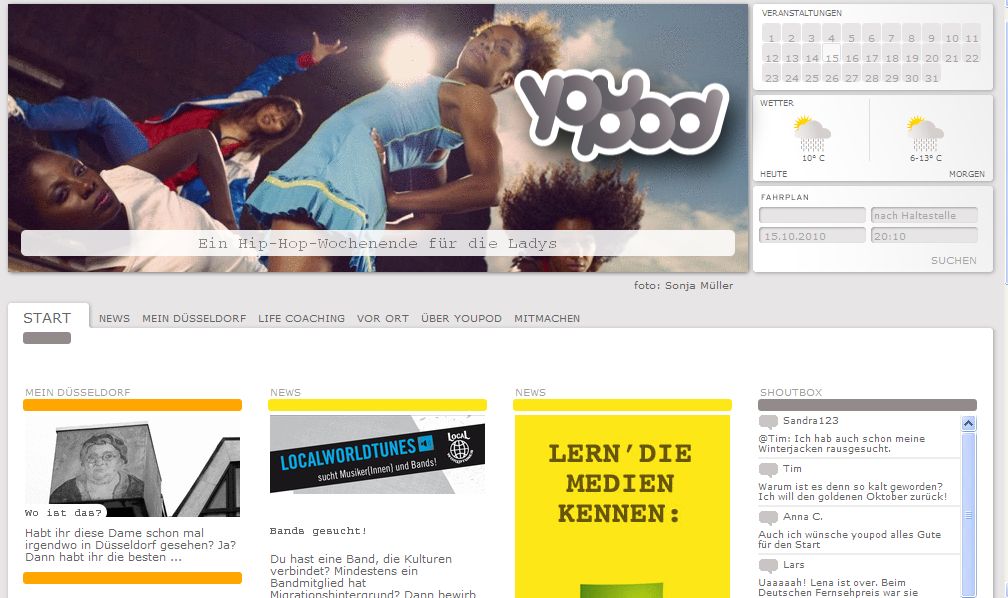 youpod
Ein Hip-Hop-Wochenende für die Ladys
foto: Sonja Müller
VERANSTALTUNGEN
1 2 3 4 5 6 7 8 9 10 11
12 13 14 15 16 17 18 19 20 21 22
23 24 25 26 27 28 29 30 31
WETTER
10° C 6-13° C
HEUTE MORGEN
FAHRPLAN
nach Haltestelle
15.10.2010 20:10
SUCHEN
START NEWS MEIN DÜSSELDORF LIFE COACHING VOR ORT ÜBER YOUPOD MITMACHEN
MEIN DÜSSELDORF
Wo ist das?
Habt ihr diese Dame schon mal
irgendwo in Düsseldorf gesehen? Ja?
Dann habt ihr die besten ...
NEWS
LOCALWORLDTUNES
LOCAL
sucht Musiker(Innen) und Bands!
Bands gesucht!
Du hast eine Band, die Kulturen
verbindet? Mindestens ein
Bandmitglied hat
Migrationshintergrund? Dann bewirb
NEWS
LERN'DIE
MEDIEN
KENNEN:
SHOUTBOX
Sandra123
@Tim: Ich hab auch schon meine
Winterjacken rausgesucht.
Tim
Warum ist es denn so kalt geworden?
Ich will den goldenen Oktober zurück!
Anna C.
Auch ich wünsche youpod alles Gute
für den Start
Lars
Uaaaaah! Lena ist over. Beim
Deutschen Fernsehpreis war sie